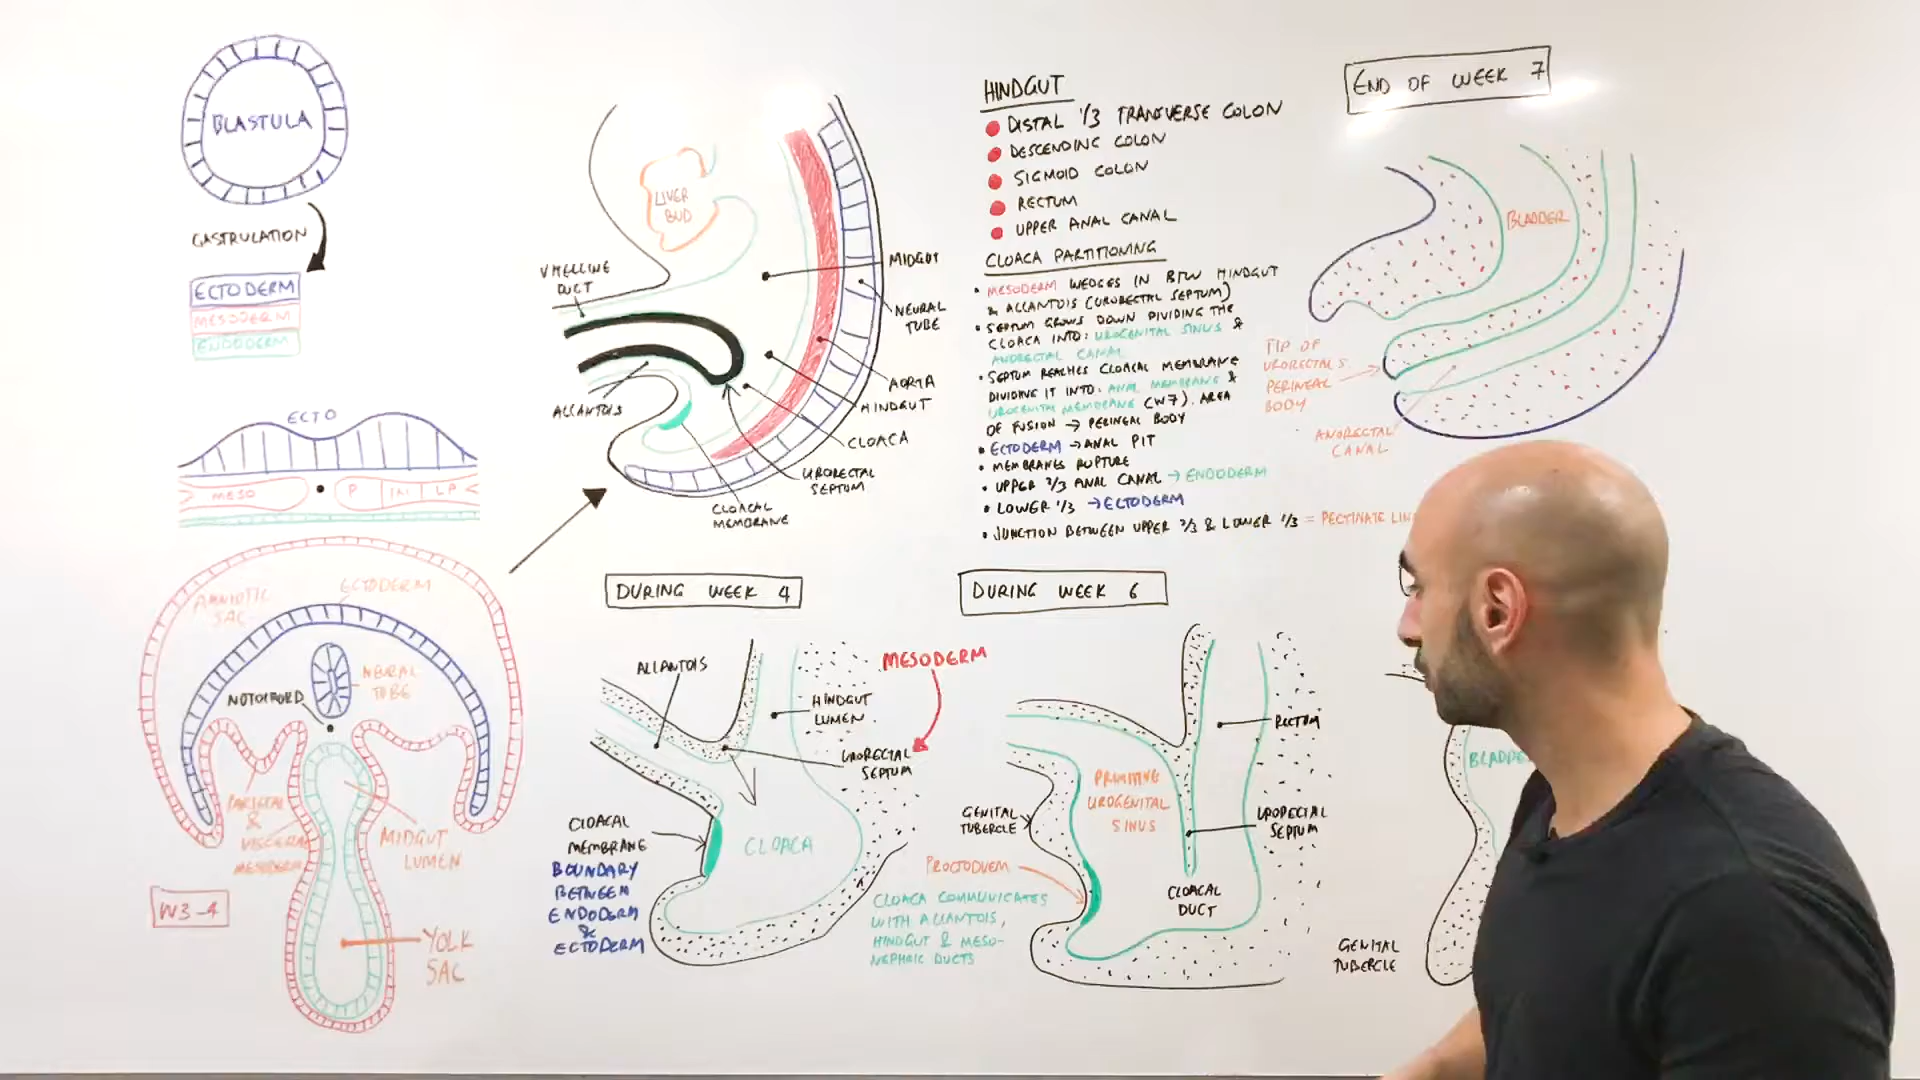 BLASTULA
GASTRULATION
ECTODERM
MESODERM
ENDODERM
ECTO
MESO
P
IM
LP
AMNIOTIC
SAC
ECTODERM
NEURAL
TUBE
NOTOCHORD
PARIETAL
&
VISCERAL
MESODERM
MIDGUT
LUMEN
W3-4
YOLK
SAC
LIVER
BUD
VITELLINE
DUCT
ALLANTOIS
MIDGUT
NEURAL
TUBE
AORTA
HINDGUT
CLOACA
URORECTAL
SEPTUM
CLOACAL
MEMBRANE
HINDGUT
DISTAL 1/3 TRANSVERSE COLON
DESCENDING COLON
SIGMOID COLON
RECTUM
UPPER ANAL CANAL
CLOACA PARTITIONING
• MESODERM WEDGES IN BTW HINDGUT
& ALLANTOIS (URORECTAL SEPTUM)
• SEPTUM GROWS DOWN DIVIDING THE
CLOACA INTO: UROGENITAL SINUS &
ANORECTAL CANAL
• SEPTUM REACHES CLOACAL MEMBRANE
DIVIDING IT INTO: ANAL MEMBRANE &
UROGENITAL MEMBRANE (W7). AREA
OF FUSION → PERINEAL BODY
• ECTODERM → ANAL PIT
• MEMBRANES RUPTURE
• UPPER 2/3 ANAL CANAL → ENDODERM
• LOWER 1/3 → ECTODERM
• JUNCTION BETWEEN UPPER 2/3 & LOWER 1/3 = PECTINATE LIN
END OF WEEK 7
BLADDER
TIP OF
URORECTAL S.
PERINEAL
BODY
ANORECTAL
CANAL
DURING WEEK 4
ALLANTOIS
MESODERM
HINDGUT
LUMEN
URORECTAL
SEPTUM
CLOACAL
MEMBRANE
BOUNDARY
BETWEEN
ENDODERM
&
ECTODERM
CLOACA
DURING WEEK 6
RECTUM
PRIMITIVE
UROGENITAL
SINUS
GENITAL
TUBERCLE
URORECTAL
SEPTUM
PROCTODUEM
CLOACAL
DUCT
CLOACA COMMUNICATES
WITH ALLANTOIS,
HINDGUT & MESO-
NEPHRIC DUCTS
BLADDE
GENITAL
TUBERCLE